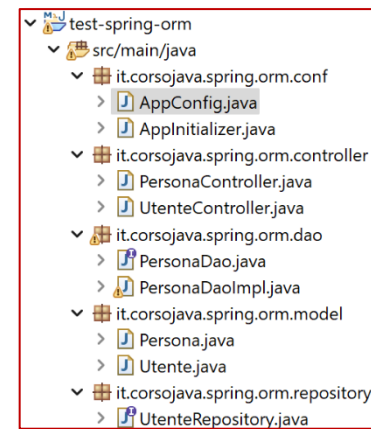 test-spring-orm
src/main/java
it.corsojava.spring.orm.conf
AppConfig.java
AppInitializer.java
it.corsojava.spring.orm.controller
PersonaController.java
UtenteController.java
it.corsojava.spring.orm.dao
PersonaDao.java
PersonaDaoImpl.java
it.corsojava.spring.orm.model
Persona.java
Utente.java
it.corsojava.spring.orm.repository
UtenteRepository.java